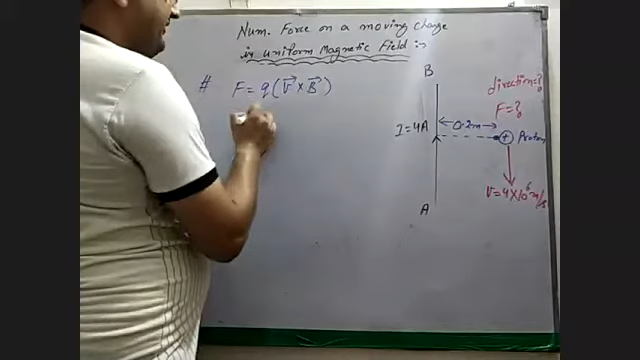 Num. Force on a moving charge
in uniform Magnetic Field :-
# F = q(V⃗ × B⃗)
B
direction=?
F = ?
I = 4A
0.2m
+ Proton
V = 4×10⁶ m/s
A